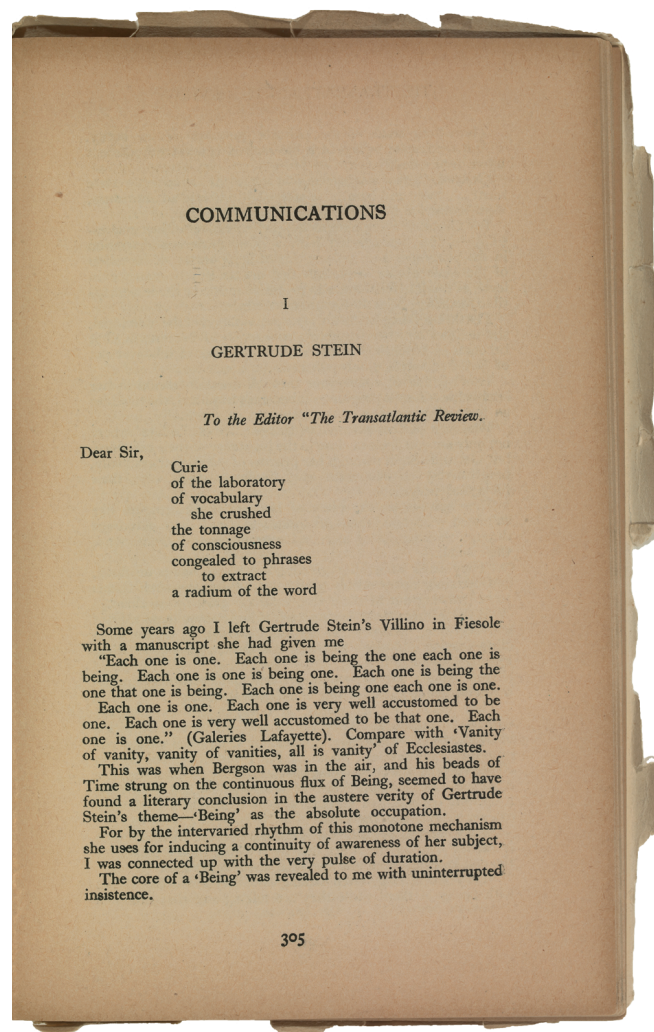 COMMUNICATIONS
I
GERTRUDE STEIN
To the Editor "The Transatlantic Review.
Dear Sir,
Curie
of the laboratory
of vocabulary
she crushed
the tonnage
of consciousness
congealed to phrases
to extract
a radium of the word
Some years ago I left Gertrude Stein's Villino in Fiesole
with a manuscript she had given me
"Each one is one. Each one is being the one each one is
being. Each one is one is being one. Each one is being the
one that one is being. Each one is being one each one is one.
Each one is one. Each one is very well accustomed to be
one. Each one is very well accustomed to be that one. Each
one is one." (Galeries Lafayette). Compare with 'Vanity
of vanity, vanity of vanities, all is vanity' of Ecclesiastes.
This was when Bergson was in the air, and his beads of
Time strung on the continuous flux of Being, seemed to have
found a literary conclusion in the austere verity of Gertrude
Stein's theme—'Being' as the absolute occupation.
For by the intervaried rhythm of this monotone mechanism
she uses for inducing a continuity of awareness of her subject,
I was connected up with the very pulse of duration.
The core of a 'Being' was revealed to me with uninterrupted
insistence.
305